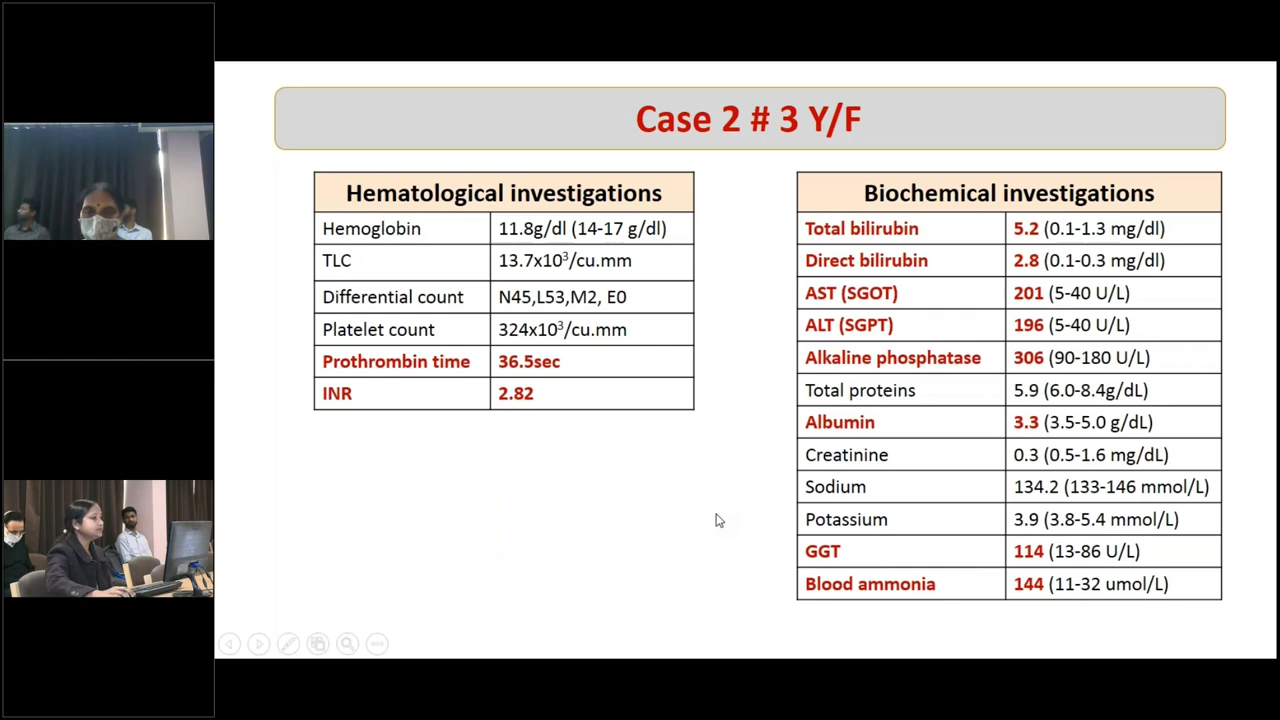 Case 2 # 3 Y/F
Hematological investigations
Hemoglobin 11.8g/dl (14-17 g/dl)
TLC 13.7x10³/cu.mm
Differential count N45,L53,M2, E0
Platelet count 324x10³/cu.mm
Prothrombin time 36.5sec
INR 2.82
Biochemical investigations
Total bilirubin 5.2 (0.1-1.3 mg/dl)
Direct bilirubin 2.8 (0.1-0.3 mg/dl)
AST (SGOT) 201 (5-40 U/L)
ALT (SGPT) 196 (5-40 U/L)
Alkaline phosphatase 306 (90-180 U/L)
Total proteins 5.9 (6.0-8.4g/dL)
Albumin 3.3 (3.5-5.0 g/dL)
Creatinine 0.3 (0.5-1.6 mg/dL)
Sodium 134.2 (133-146 mmol/L)
Potassium 3.9 (3.8-5.4 mmol/L)
GGT 114 (13-86 U/L)
Blood ammonia 144 (11-32 umol/L)